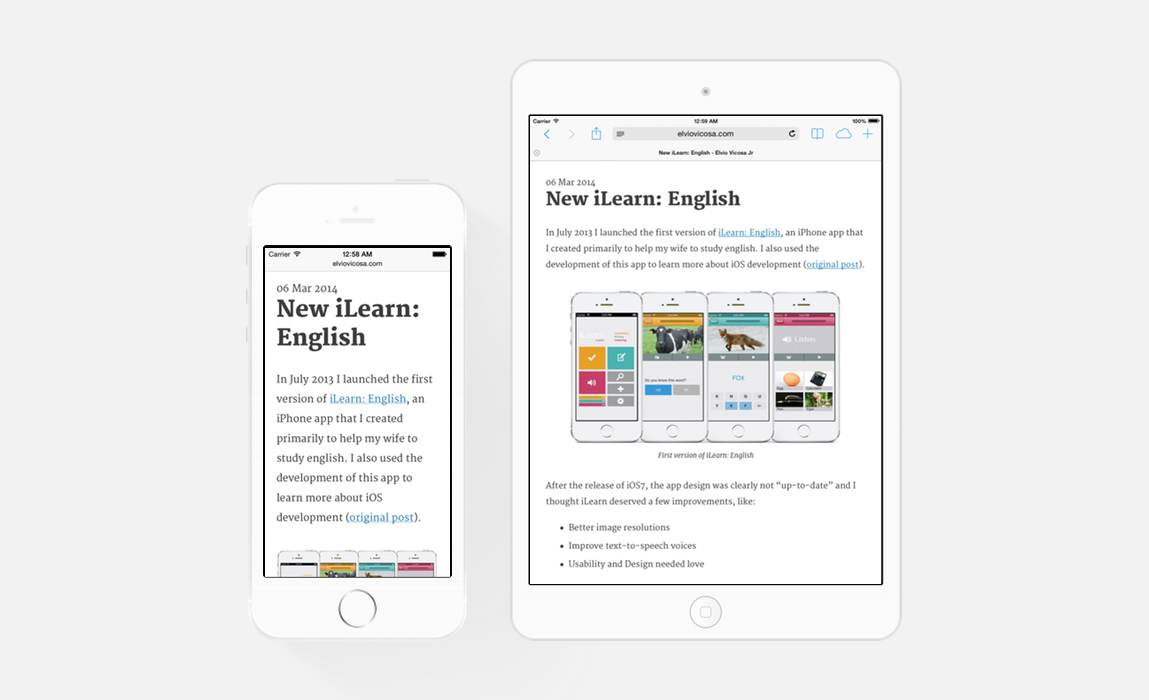 Carrier
12:58 AM
elviovicosa.com
06 Mar 2014
New iLearn:
English
In July 2013 I launched the first
version of iLearn: English, an
iPhone app that I created
primarily to help my wife to
study english. I also used the
development of this app to
learn more about iOS
development (original post).
Carrier
12:59 AM
100%
elviovicosa.com
New iLearn: English - Elvio Vicosa Jr
06 Mar 2014
New iLearn: English
In July 2013 I launched the first version of iLearn: English, an iPhone app that
I created primarily to help my wife to study english. I also used the
development of this app to learn more about iOS development (original post).
Do you know this word?
FOX
Listen
First version of iLearn: English
After the release of iOS7, the app design was clearly not “up-to-date” and I
thought iLearn deserved a few improvements, like:
• Better image resolutions
• Improve text-to-speech voices
• Usability and Design needed love